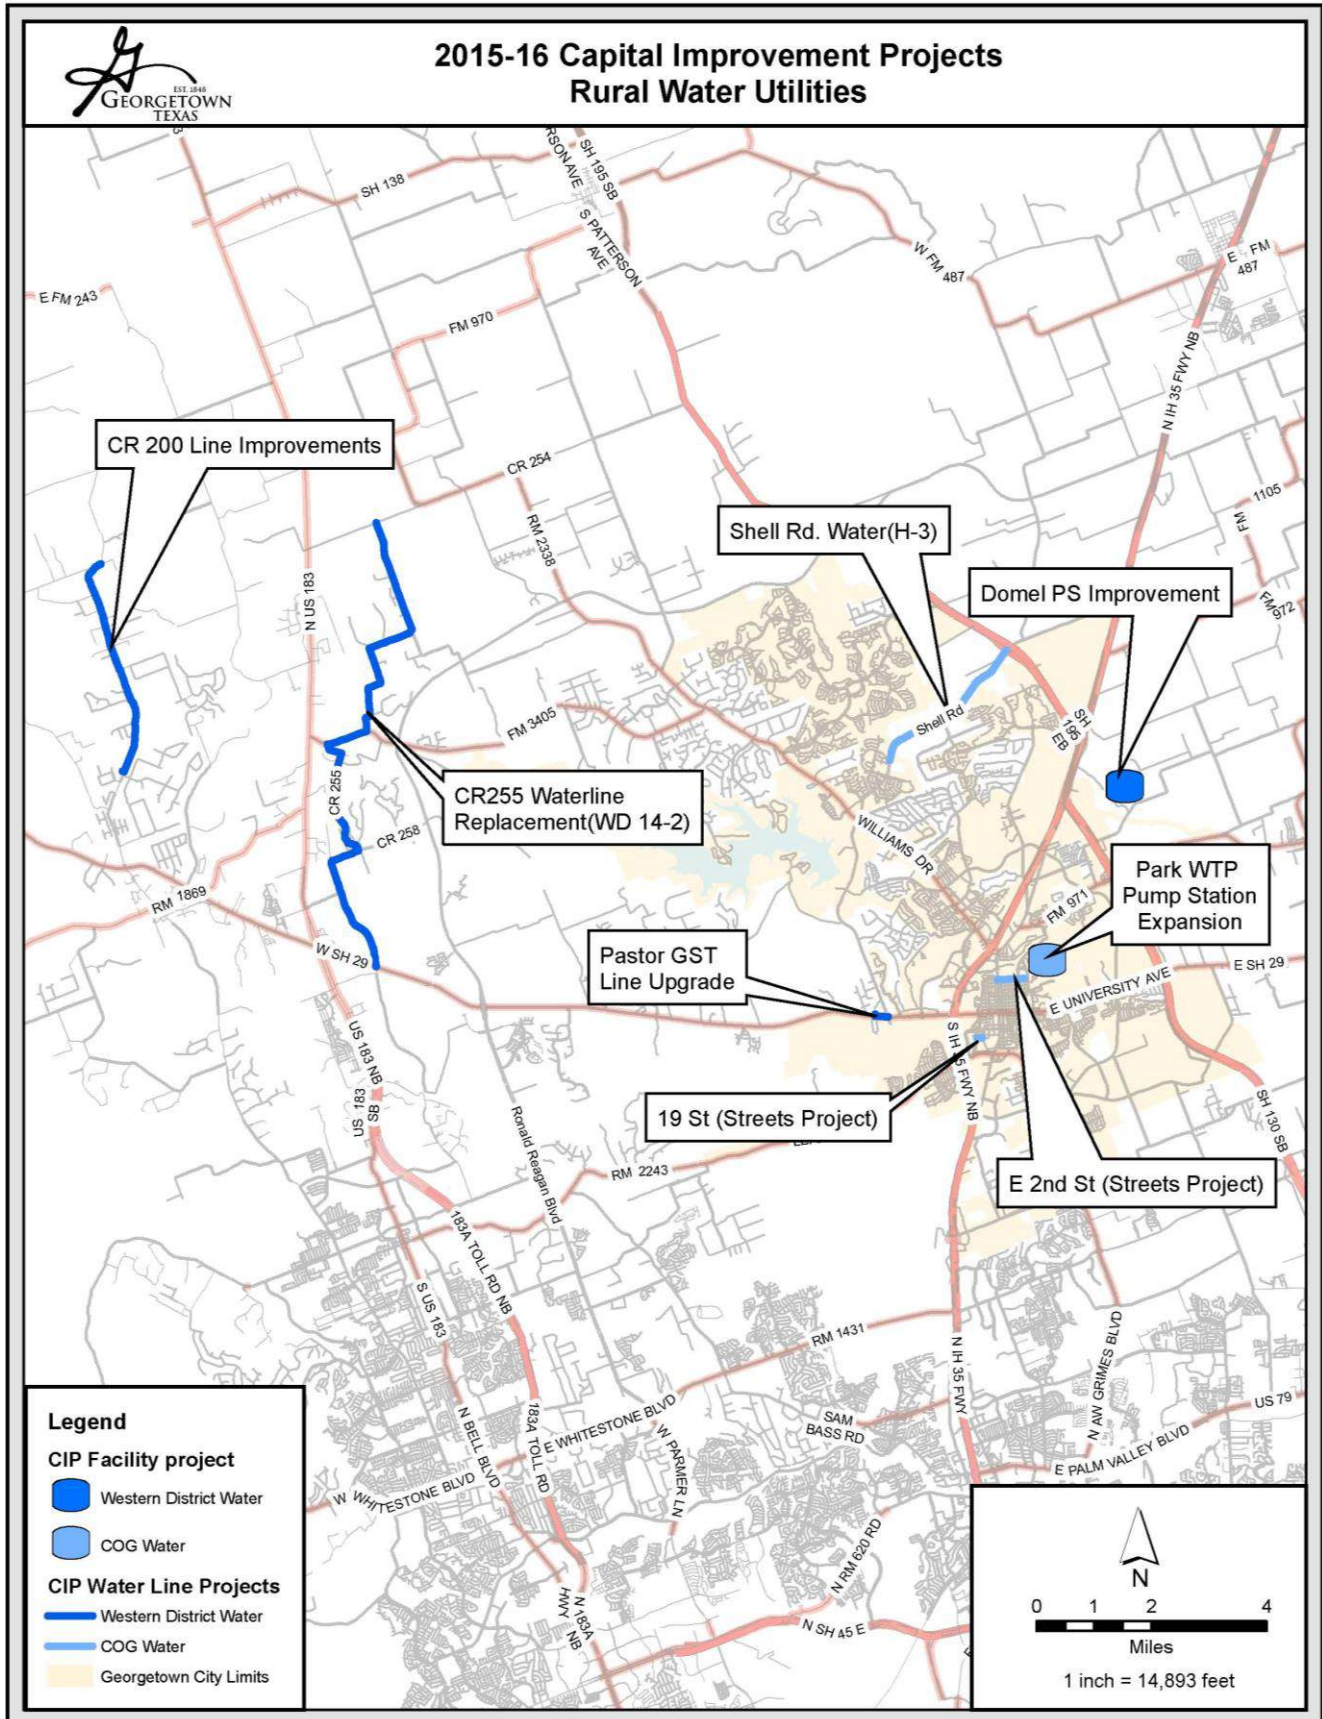 EST. 1848
GEORGETOWN
TEXAS
2015-16 Capital Improvement Projects
Rural Water Utilities
SH 138
SH 195 SB
S PATTERSON
AVE
W FM 487
E FM
487
E FM 243
FM 970
N IH 35 FWY NB
CR 200 Line Improvements
CR 254
RM 2338
1105
FM
Shell Rd. Water(H-3)
Domel PS Improvement
FM 972
N US 183
Shell Rd
SH
195
EB
FM 3405
CR 255
CR255 Waterline
Replacement(WD 14-2)
CR 258
WILLIAMS DR
Park WTP
Pump Station
Expansion
FM 971
RM 1869
W SH 29
Pastor GST
Line Upgrade
E SH 29
E UNIVERSITY AVE
US 183 NB
US 183
SB
S IH 35 FWY NB
19 St (Streets Project)
SH 130 SB
Ronald Reagan Blvd
RM 2243
E 2nd St (Streets Project)
183A TOLL RD NB
S US 183
RM 1431
N IH 35 FWY
N AW GRIMES BLVD
US 79
N BELL BLVD
183A TOLL RD
E WHITESTONE BLVD
W PARMER LN
SAM
BASS RD
E PALM VALLEY BLVD
W WHITESTONE BLVD
N RM 620 RD
N SH 45 E
N 183A
HWY NB
Legend
CIP Facility project
Western District Water
COG Water
CIP Water Line Projects
Western District Water
COG Water
Georgetown City Limits
N
0 1 2 4
Miles
1 inch = 14,893 feet